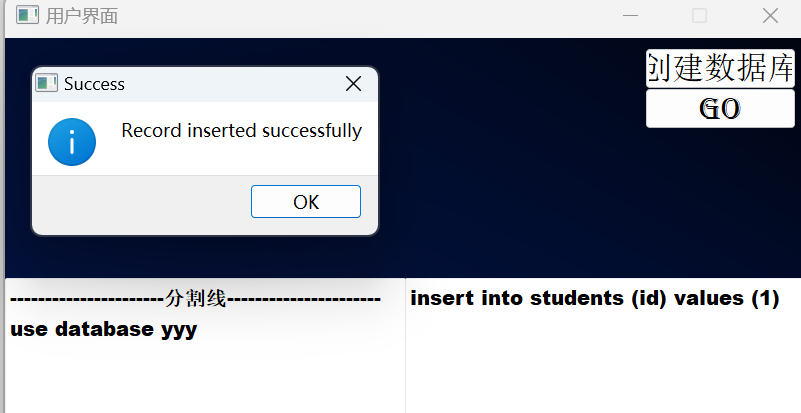 用户界面
Success
Record inserted successfully
OK
创建数据库
GO
----------------------分割线----------------------
use database yyy
insert into students (id) values (1)